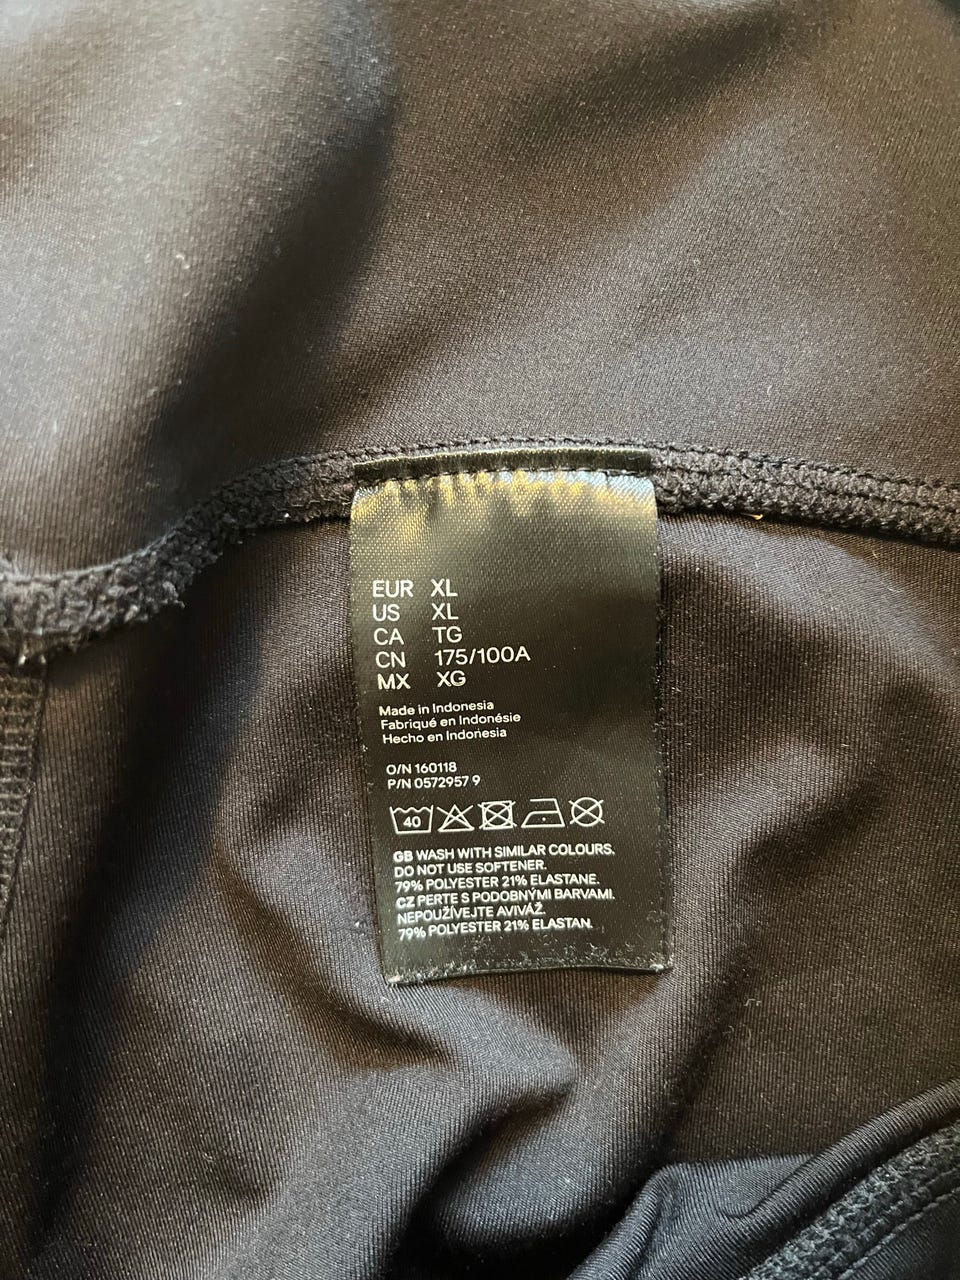 EUR XL
US XL
CA TG
CN 175/100A
MX XG
Made in Indonesia
Fabriqué en Indonésie
Hecho en Indonesia
O/N 160118
P/N 0572957 9
40
GB WASH WITH SIMILAR COLOURS.
DO NOT USE SOFTENER.
79% POLYESTER 21% ELASTANE.
CZ PERTE S PODOBNÝMI BARVAMI.
NEPOUŽÍVEJTE AVIVÁŽ.
79% POLYESTER 21% ELASTAN.